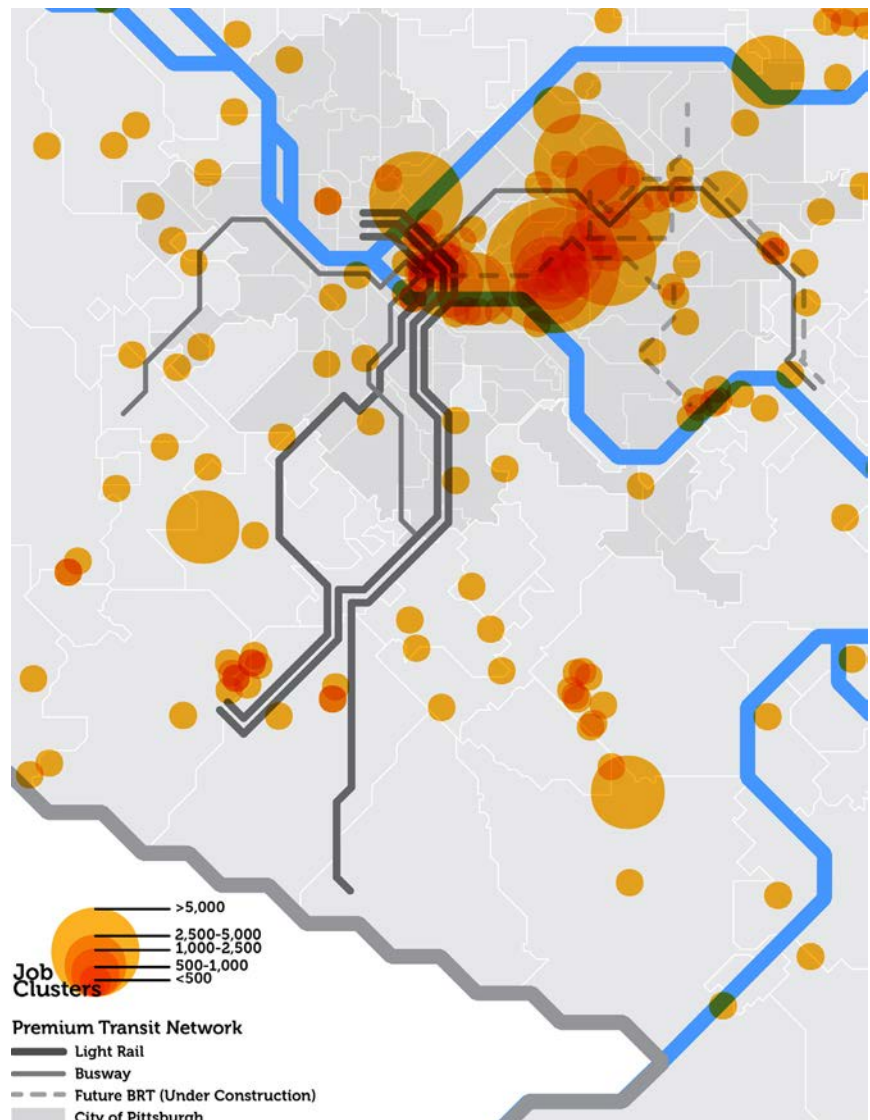 >5,000
2,500-5,000
1,000-2,500
500-1,000
<500
Job
Clusters
Premium Transit Network
Light Rail
Busway
Future BRT (Under Construction)
City of Pittsburgh